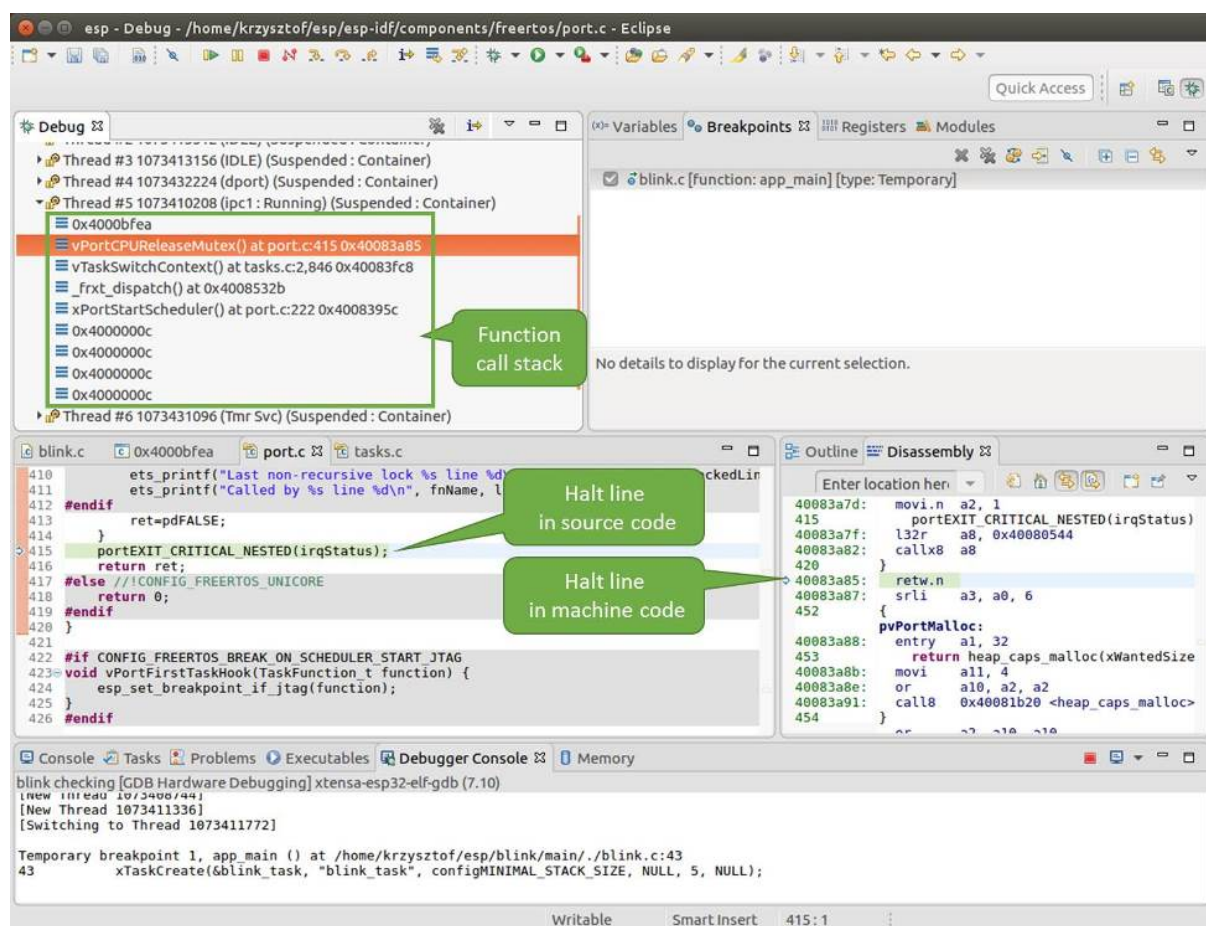 esp - Debug - /home/krzysztof/esp/esp-idf/components/freertos/port.c - Eclipse
Quick Access
Debug
Thread #3 1073413156 (IDLE) (Suspended : Container)
Thread #4 1073432224 (dport) (Suspended : Container)
Thread #5 1073410208 (ipc1 : Running) (Suspended : Container)
0x4000bfea
vPortCPUReleaseMutex() at port.c:415 0x40083a85
vTaskSwitchContext() at tasks.c:2,846 0x40083fc8
_frxt_dispatch() at 0x4008532b
xPortStartScheduler() at port.c:222 0x4008395c
0x4000000c
0x4000000c
0x4000000c
0x4000000c
Thread #6 1073431096 (Tmr Svc) (Suspended : Container)
Function
call stack
(x)= Variables Breakpoints Registers Modules
blink.c [function: app_main] [type: Temporary]
No details to display for the current selection.
blink.c 0x4000bfea port.c tasks.c
410 ets_printf("Last non-recursive lock %s line %d ckedLin
411 ets_printf("Called by %s line %d\n", fnName, l
412 #endif
413 ret=pdFALSE;
414 }
415 portEXIT_CRITICAL_NESTED(irqStatus);
416 return ret;
417 #else //!CONFIG_FREERTOS_UNICORE
418 return 0;
419 #endif
420 }
421
422 #if CONFIG_FREERTOS_BREAK_ON_SCHEDULER_START_JTAG
423 void vPortFirstTaskHook(TaskFunction_t function) {
424 esp_set_breakpoint_if_jtag(function);
425 }
426 #endif
Halt line
in source code
Halt line
in machine code
Outline Disassembly
Enter location her
40083a7d: movi.n a2, 1
415 portEXIT_CRITICAL_NESTED(irqStatus)
40083a7f: l32r a8, 0x40080544
40083a82: callx8 a8
420 }
40083a85: retw.n
40083a87: srli a3, a0, 6
452 {
pvPortMalloc:
40083a88: entry a1, 32
453 return heap_caps_malloc(xWantedSize
40083a8b: movi a11, 4
40083a8e: or a10, a2, a2
40083a91: call8 0x40081b20 <heap_caps_malloc>
454 }
Console Tasks Problems Executables Debugger Console Memory
blink checking [GDB Hardware Debugging] xtensa-esp32-elf-gdb (7.10)
[New Thread 1073408744]
[New Thread 1073411336]
[Switching to Thread 1073411772]
Temporary breakpoint 1, app_main () at /home/krzysztof/esp/blink/main/./blink.c:43
43 xTaskCreate(&blink_task, "blink_task", configMINIMAL_STACK_SIZE, NULL, 5, NULL);
Writable Smart Insert 415 : 1